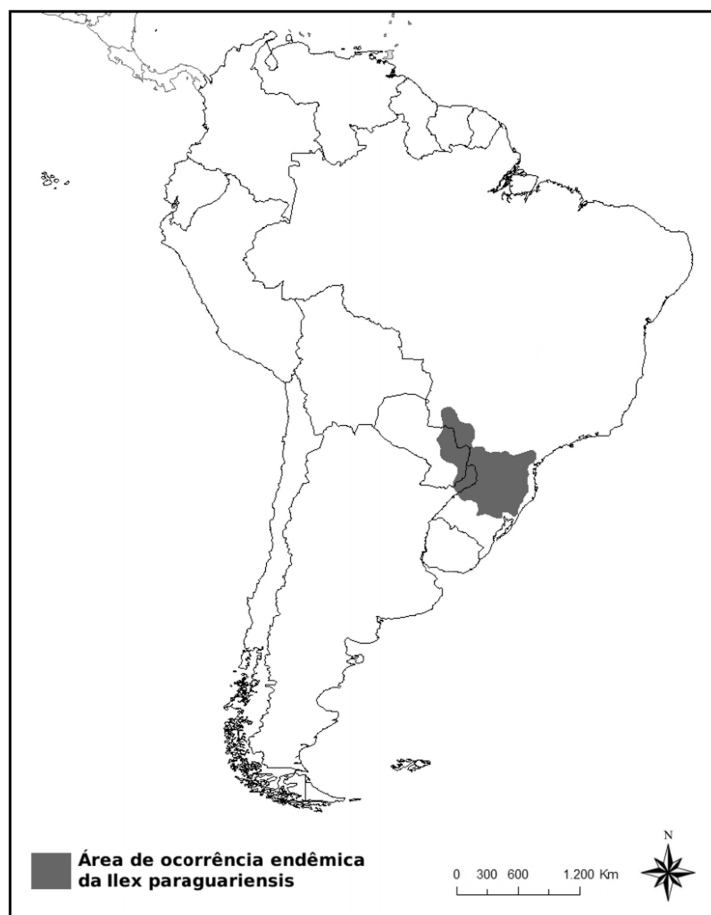 Área de ocorrência endêmica
da Ilex paraguariensis
N
0 300 600 1.200 Km